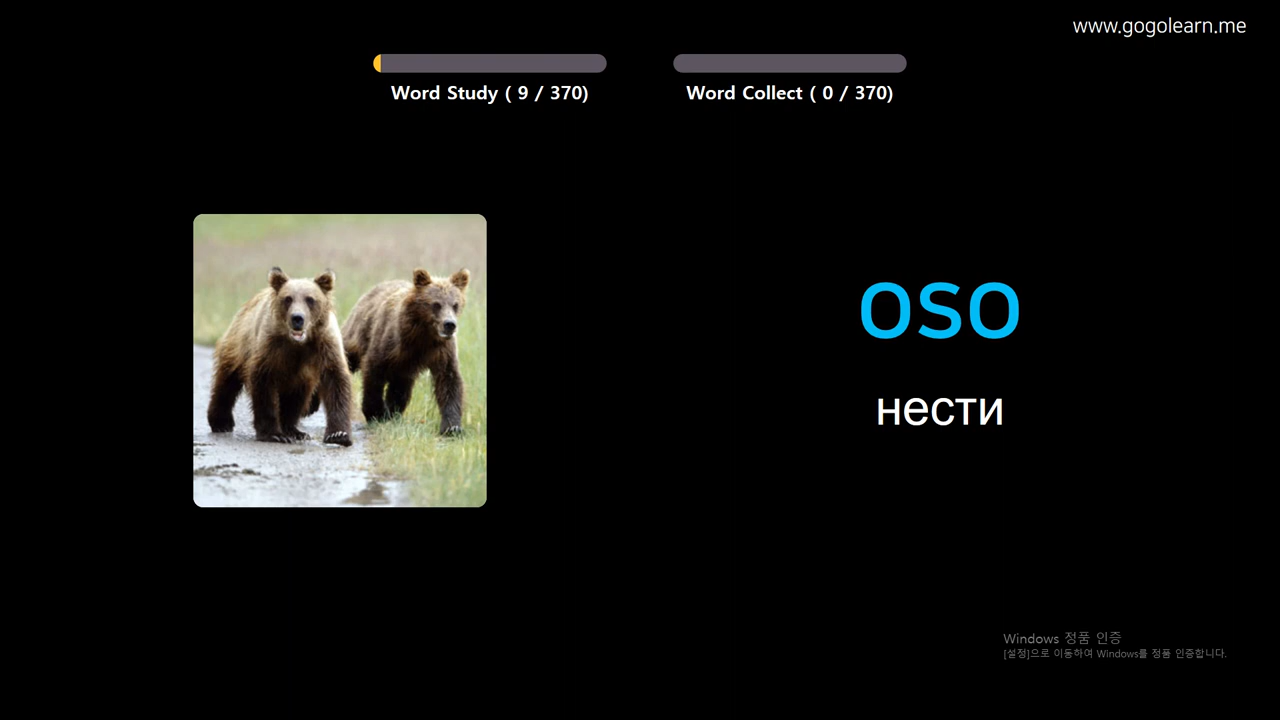 www.gogolearn.me
Word Study ( 9 / 370)
Word Collect ( 0 / 370)
oso
нести
Windows 정품 인증
[설정]으로 이동하여 Windows를 정품 인증합니다.